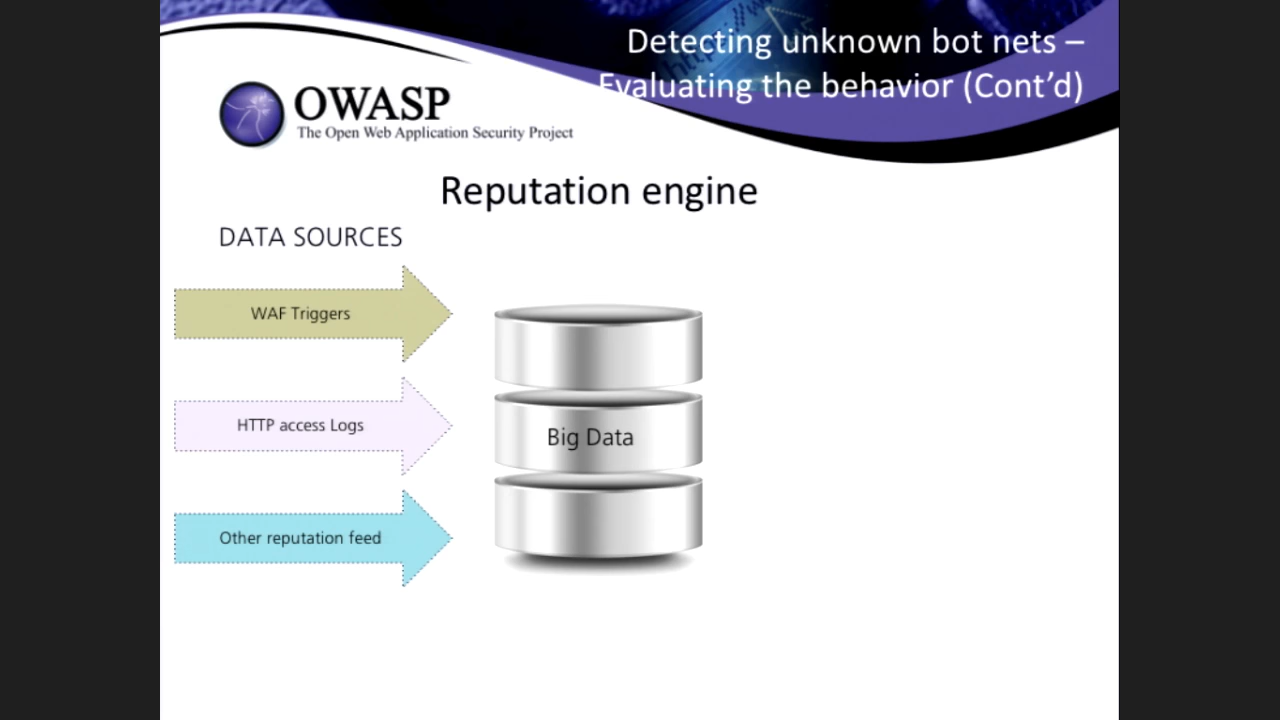 Detecting unknown bot nets –
Evaluating the behavior (Cont’d)
OWASP
The Open Web Application Security Project
Reputation engine
DATA SOURCES
WAF Triggers
HTTP access Logs
Big Data
Other reputation feed